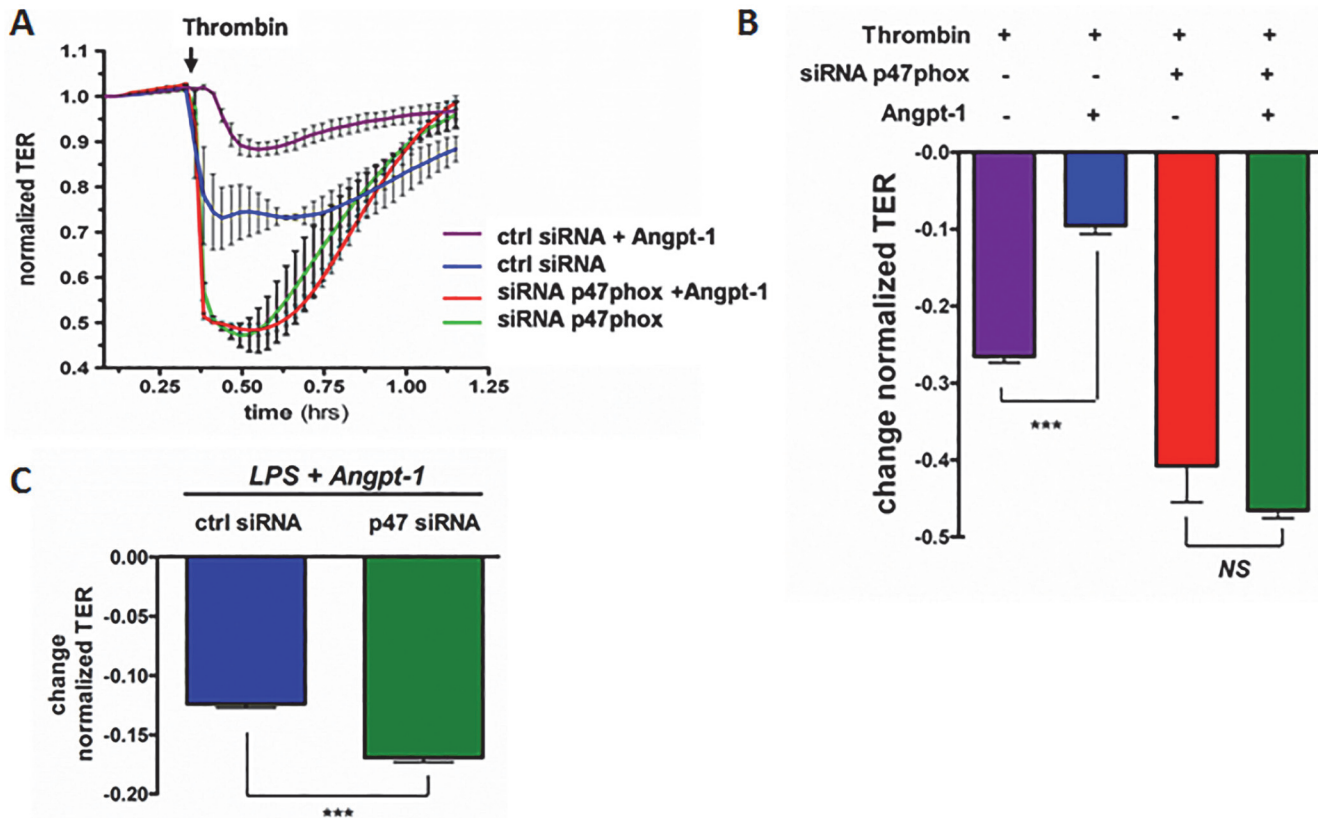 A
Thrombin
1.1
1.0
0.9
0.8
0.7
0.6
0.5
0.4
normalized TER
0.25
0.50
0.75
1.00
1.25
time (hrs)
ctrl siRNA + Angpt-1
ctrl siRNA
siRNA p47phox +Angpt-1
siRNA p47phox
B
Thrombin + + + +
siRNA p47phox - - + +
Angpt-1 - + - +
-0.0
-0.1
-0.2
-0.3
-0.4
-0.5
change normalized TER
***
NS
C
LPS + Angpt-1
ctrl siRNA p47 siRNA
0.00
-0.05
-0.10
-0.15
-0.20
change
normalized TER
***